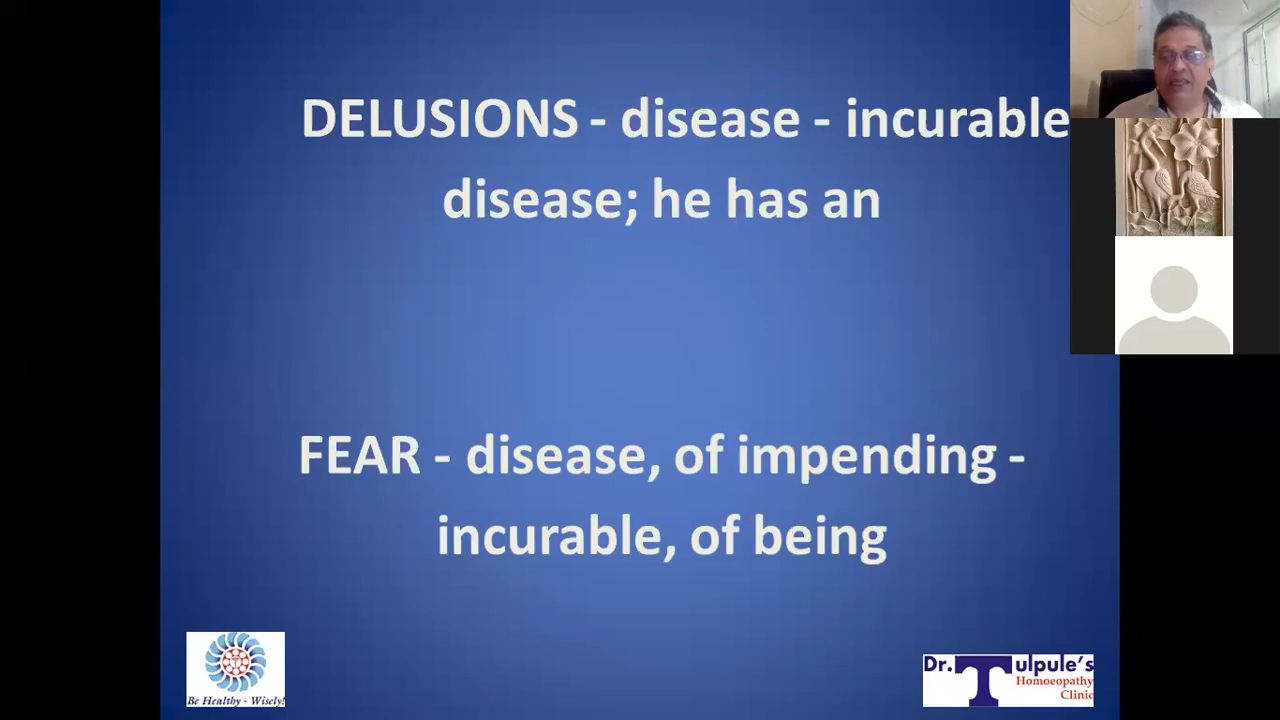 DELUSIONS - disease - incurable
disease; he has an
FEAR - disease, of impending -
incurable, of being
Be Healthy - Wisely!
Dr. Tulpule's
Homoeopathy
Clinic